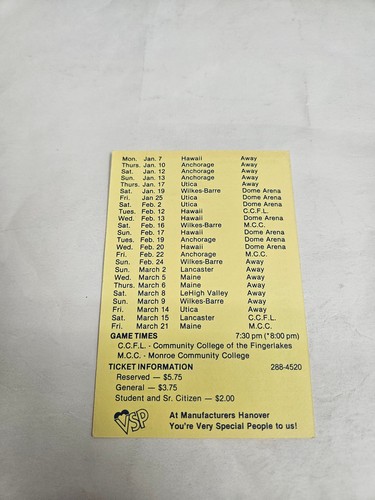 Mon. Jan. 7 Hawaii Away
Thurs. Jan. 10 Anchorage Away
Sat. Jan. 12 Anchorage Away
Sun. Jan. 13 Anchorage Away
Thurs. Jan. 17 Utica Away
Sat. Jan. 19 Wilkes-Barre Dome Arena
Fri. Jan 25 Utica Dome Arena
Sat. Feb. 2 Utica Dome Arena
Tues. Feb. 12 Hawaii C.C.F.L.
Wed. Feb. 13 Hawaii Dome Arena
Sat. Feb. 16 Wilkes-Barre M.C.C.
Sun. Feb. 17 Hawaii Dome Arena
Tues. Feb. 19 Anchorage Dome Arena
Wed. Feb. 20 Hawaii Dome Arena
Fri. Feb. 22 Anchorage M.C.C.
Sun. Feb. 24 Wilkes-Barre Away
Sat. March 2 Lancaster Away
Wed. March 5 Maine Away
Thurs. March 6 Maine Away
Sat. March 8 LeHigh Valley Away
Sun. March 9 Wilkes-Barre Away
Fri. March 14 Utica Away
Sat. March 15 Lancaster C.C.F.L.
Fri. March 21 Maine M.C.C.
GAME TIMES 7:30 pm (*8:00 pm)
C.C.F.L. - Community College of the Fingerlakes
M.C.C. - Monroe Community College
TICKET INFORMATION 288-4520
Reserved — $5.75
General — $3.75
Student and Sr. Citizen — $2.00
VSP
At Manufacturers Hanover
You're Very Special People to us!